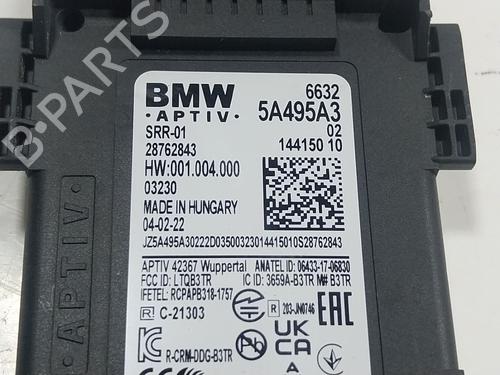 BMW 6632
·APTIV· 5A495A3
SRR-01 02
28762843 144150 10
HW:001.004.000
03230
MADE IN HUNGARY
04-02-22
JZ5A495A30222D03500323014415010S28762843
APTIV 42367 Wuppertal ANATEL ID: 06433-17-06830
FCC ID: LTQB3TR IC ID: 3659A-B3TR M# B3TR
IFETEL: RCPAPB318-1757
R C-21303 R 203-JN0746 EAC
R-CRM-DDG-B3TR Pb UK CA
APTIV
B-PARTS